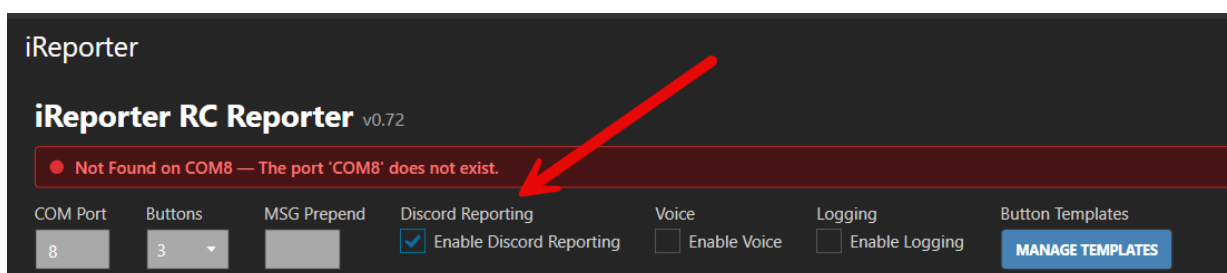 iReporter
iReporter RC Reporter v0.72
Not Found on COM8 — The port 'COM8' does not exist.
COM Port Buttons MSG Prepend Discord Reporting Voice Logging Button Templates
8 3 Enable Discord Reporting Enable Voice Enable Logging MANAGE TEMPLATES